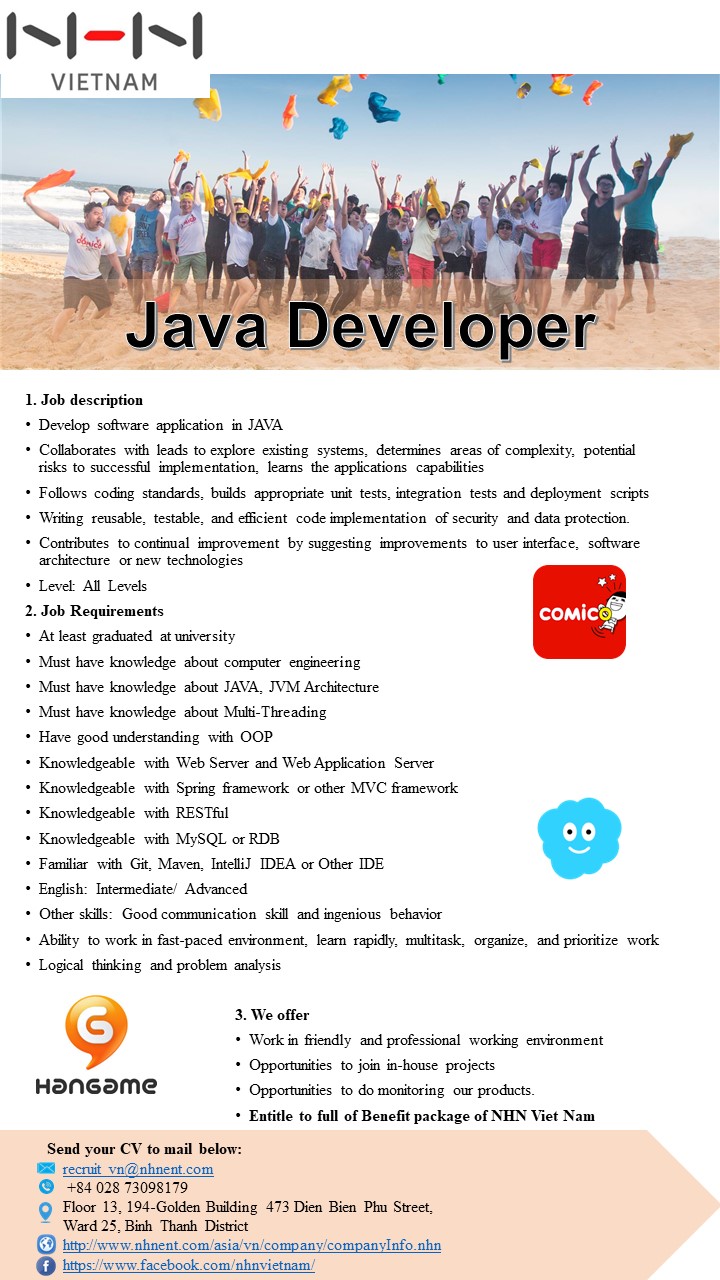 N-N
VIETNAM
comico
Java Developer
1. Job description
• Develop software application in JAVA
• Collaborates with leads to explore existing systems, determines areas of complexity, potential
risks to successful implementation, learns the applications capabilities
• Follows coding standards, builds appropriate unit tests, integration tests and deployment scripts
• Writing reusable, testable, and efficient code implementation of security and data protection.
• Contributes to continual improvement by suggesting improvements to user interface, software
architecture or new technologies
• Level: All Levels
2. Job Requirements
• At least graduated at university
• Must have knowledge about computer engineering
• Must have knowledge about JAVA, JVM Architecture
• Must have knowledge about Multi-Threading
• Have good understanding with OOP
• Knowledgeable with Web Server and Web Application Server
• Knowledgeable with Spring framework or other MVC framework
• Knowledgeable with RESTful
• Knowledgeable with MySQL or RDB
• Familiar with Git, Maven, IntelliJ IDEA or Other IDE
• English: Intermediate/ Advanced
• Other skills: Good communication skill and ingenious behavior
• Ability to work in fast-paced environment, learn rapidly, multitask, organize, and prioritize work
• Logical thinking and problem analysis
COMICO
G
HANGAME
3. We offer
• Work in friendly and professional working environment
• Opportunities to join in-house projects
• Opportunities to do monitoring our products.
• Entitle to full of Benefit package of NHN Viet Nam
Send your CV to mail below:
recruit_vn@nhnent.com
+84 028 73098179
Floor 13, 194-Golden Building 473 Dien Bien Phu Street,
Ward 25, Binh Thanh District
http://www.nhnent.com/asia/vn/company/companyInfo.nhn
https://www.facebook.com/nhnvietnam/